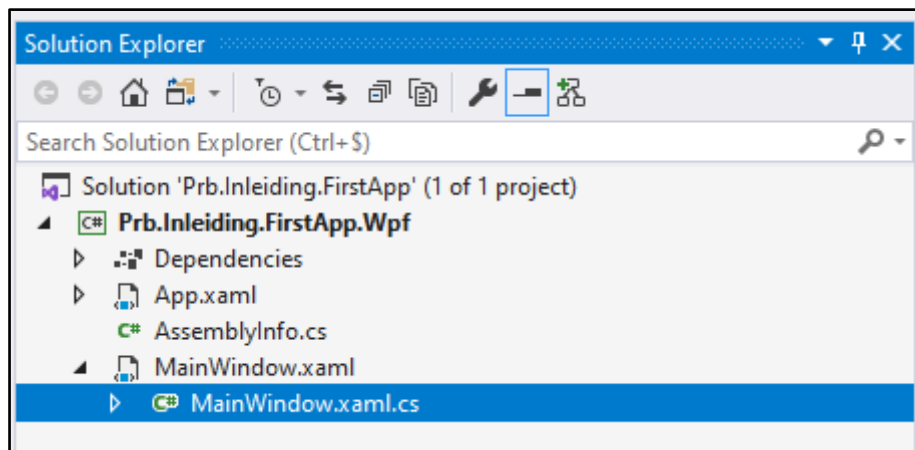 Solution Explorer
Search Solution Explorer (Ctrl+$)
Solution 'Prb.Inleiding.FirstApp' (1 of 1 project)
C# Prb.Inleiding.FirstApp.Wpf
Dependencies
App.xaml
C# AssemblyInfo.cs
MainWindow.xaml
C# MainWindow.xaml.cs